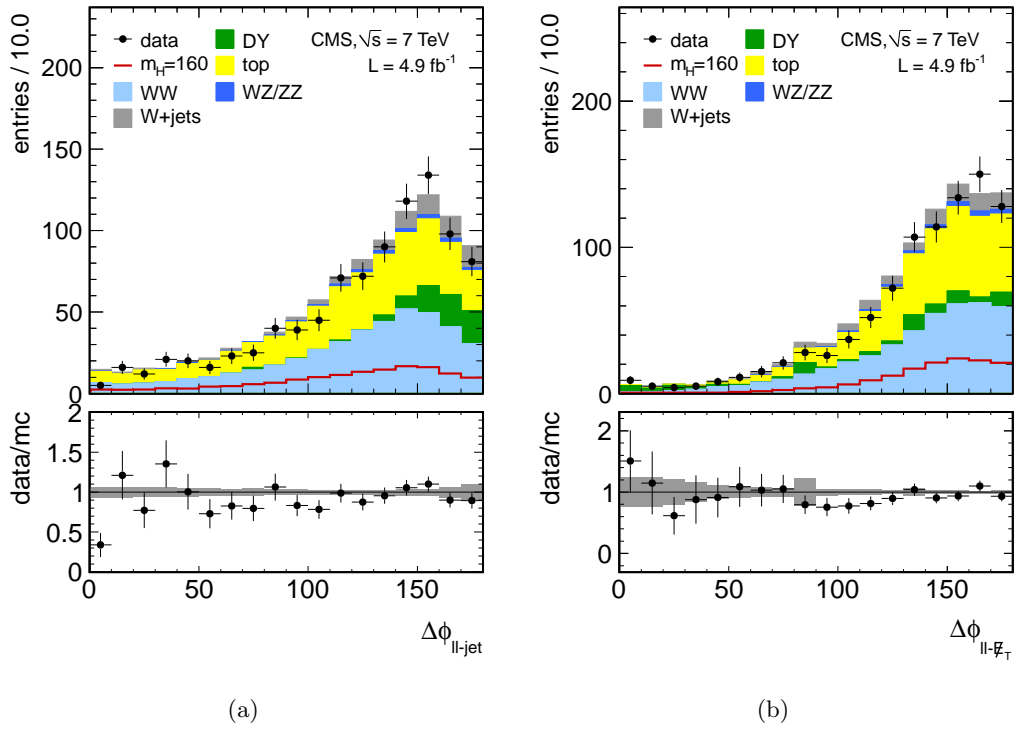 entries / 10.0
200
150
100
50
0
data
m_H=160
WW
W+jets
DY
top
WZ/ZZ
CMS, √s = 7 TeV
L = 4.9 fb⁻¹
data/mc
2
1.5
1
0.5
0
0 50 100 150
Δϕ_ll-jet
(a)
entries / 10.0
200
100
0
data
m_H=160
WW
W+jets
DY
top
WZ/ZZ
CMS, √s = 7 TeV
L = 4.9 fb⁻¹
data/mc
2
1
0
0 50 100 150
Δϕ_ll-E̸_T
(b)